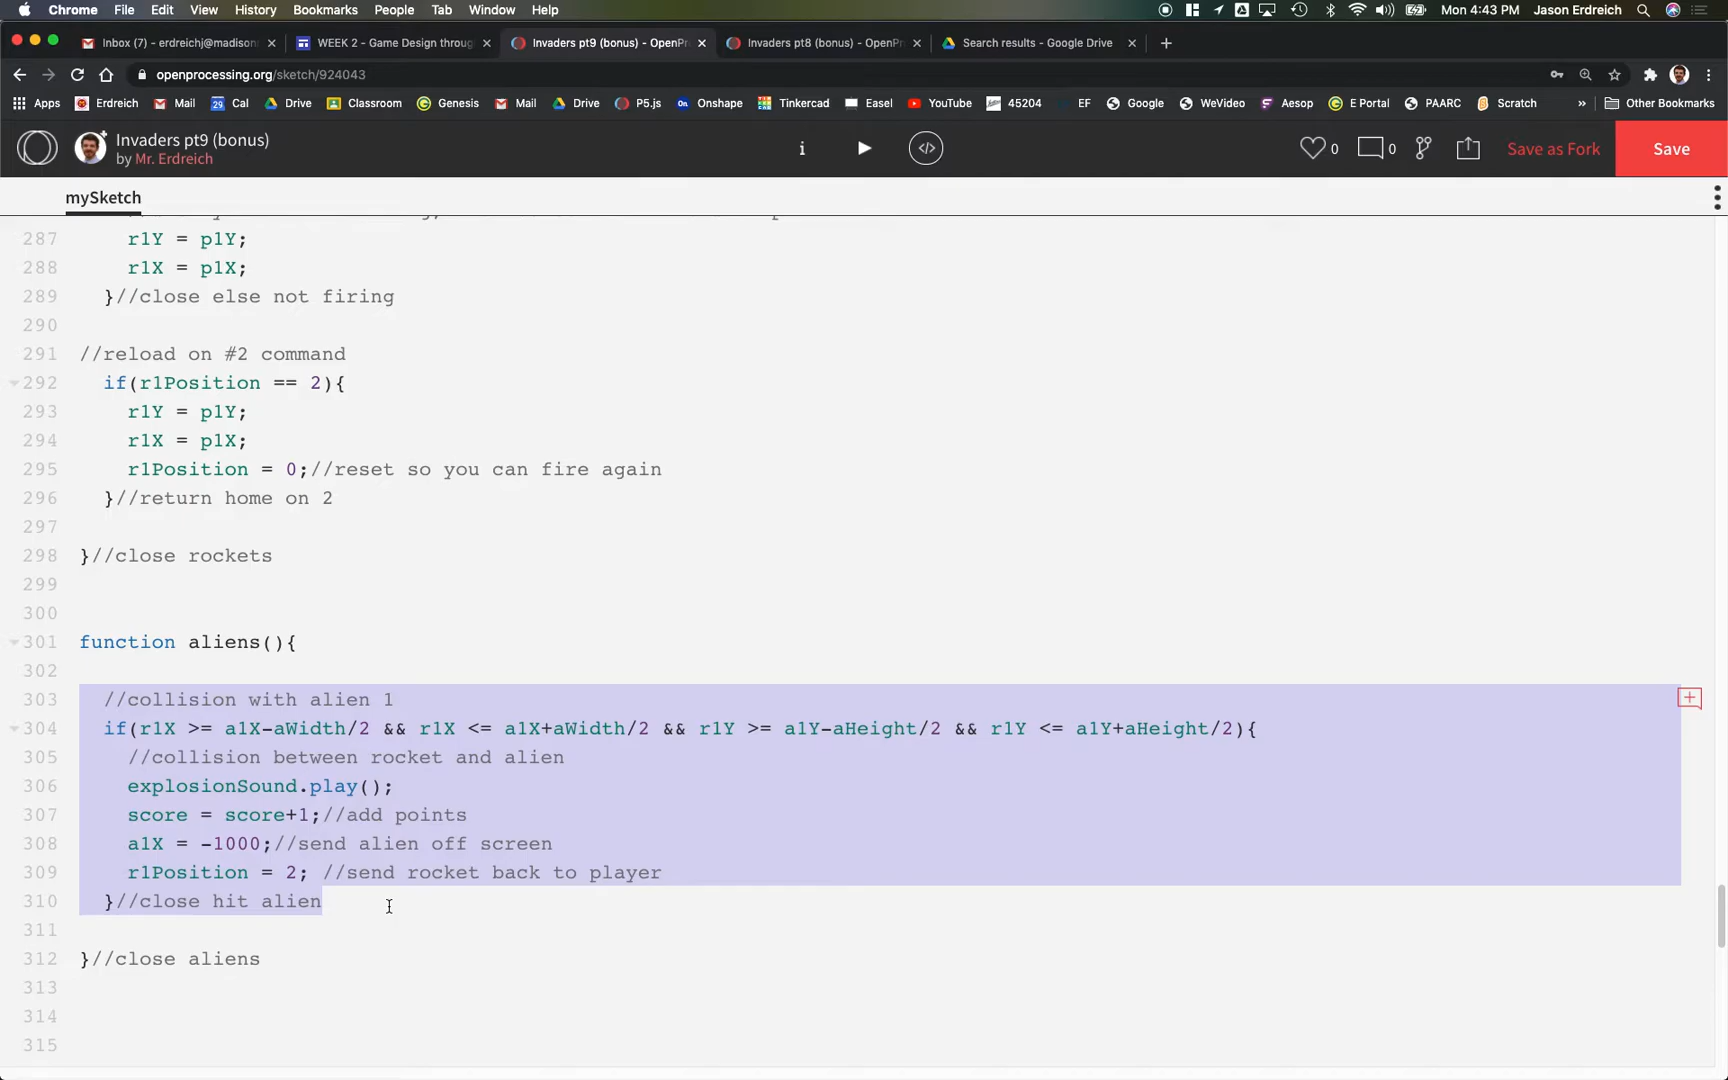 Chrome File Edit View History Bookmarks People Tab Window Help Mon 4:43 PM Jason Erdreich
Inbox (7) - erdreichj@madison WEEK 2 - Game Design throug Invaders pt9 (bonus) - OpenPr Invaders pt8 (bonus) - OpenPr Search results - Google Drive
openprocessing.org/sketch/924043
Apps Erdreich Mail Cal Drive Classroom Genesis Mail Drive P5.js Onshape Tinkercad Easel YouTube 45204 EF Google WeVideo Aesop E Portal PAARC Scratch » Other Bookmarks
Invaders pt9 (bonus)
by Mr. Erdreich
0 0 Save as Fork Save
mySketch
287 r1Y = p1Y;
288 r1X = p1X;
289 }//close else not firing
290
291 //reload on #2 command
292 if(r1Position == 2){
293 r1Y = p1Y;
294 r1X = p1X;
295 r1Position = 0;//reset so you can fire again
296 }//return home on 2
297
298 }//close rockets
299
300
301 function aliens(){
302
303 //collision with alien 1
304 if(r1X >= a1X-aWidth/2 && r1X <= a1X+aWidth/2 && r1Y >= a1Y-aHeight/2 && r1Y <= a1Y+aHeight/2){
305 //collision between rocket and alien
306 explosionSound.play();
307 score = score+1;//add points
308 a1X = -1000;//send alien off screen
309 r1Position = 2; //send rocket back to player
310 }//close hit alien
311
312 }//close aliens
313
314
315